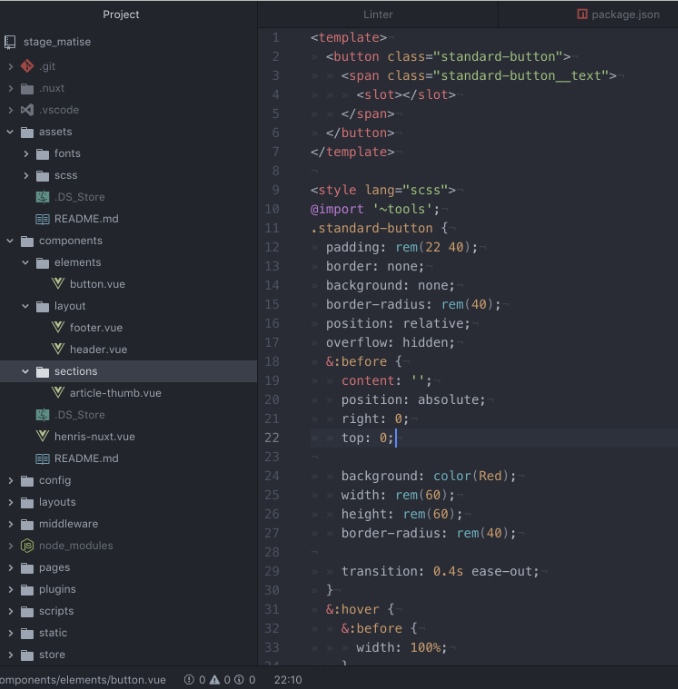 Project
Linter
package.json
stage_matise
.git
.nuxt
.vscode
assets
fonts
scss
.DS_Store
README.md
components
elements
button.vue
layout
footer.vue
header.vue
sections
article-thumb.vue
.DS_Store
henris-nuxt.vue
README.md
config
layouts
middleware
node_modules
pages
plugins
scripts
static
store
1 <template>
2 <button class="standard-button">
3 <span class="standard-button__text">
4 <slot></slot>
5 </span>
6 </button>
7 </template>
8
9 <style lang="scss">
10 @import '~tools';
11 .standard-button {
12 padding: rem(22 40);
13 border: none;
14 background: none;
15 border-radius: rem(40);
16 position: relative;
17 overflow: hidden;
18 &:before {
19 content: '';
20 position: absolute;
21 right: 0;
22 top: 0;
23
24 background: color(Red);
25 width: rem(60);
26 height: rem(60);
27 border-radius: rem(40);
28
29 transition: 0.4s ease-out;
30 }
31 &:hover {
32 &:before {
33 width: 100%;
34 }
omponents/elements/button.vue 0 0 0 22:10